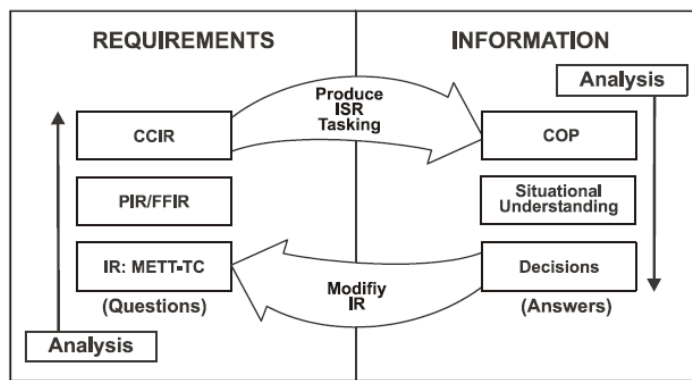 REQUIREMENTS
INFORMATION
Analysis
Produce
ISR
Tasking
CCIR
COP
PIR/FFIR
Situational
Understanding
IR: METT-TC
Decisions
(Questions)
Modifiy
IR
(Answers)
Analysis